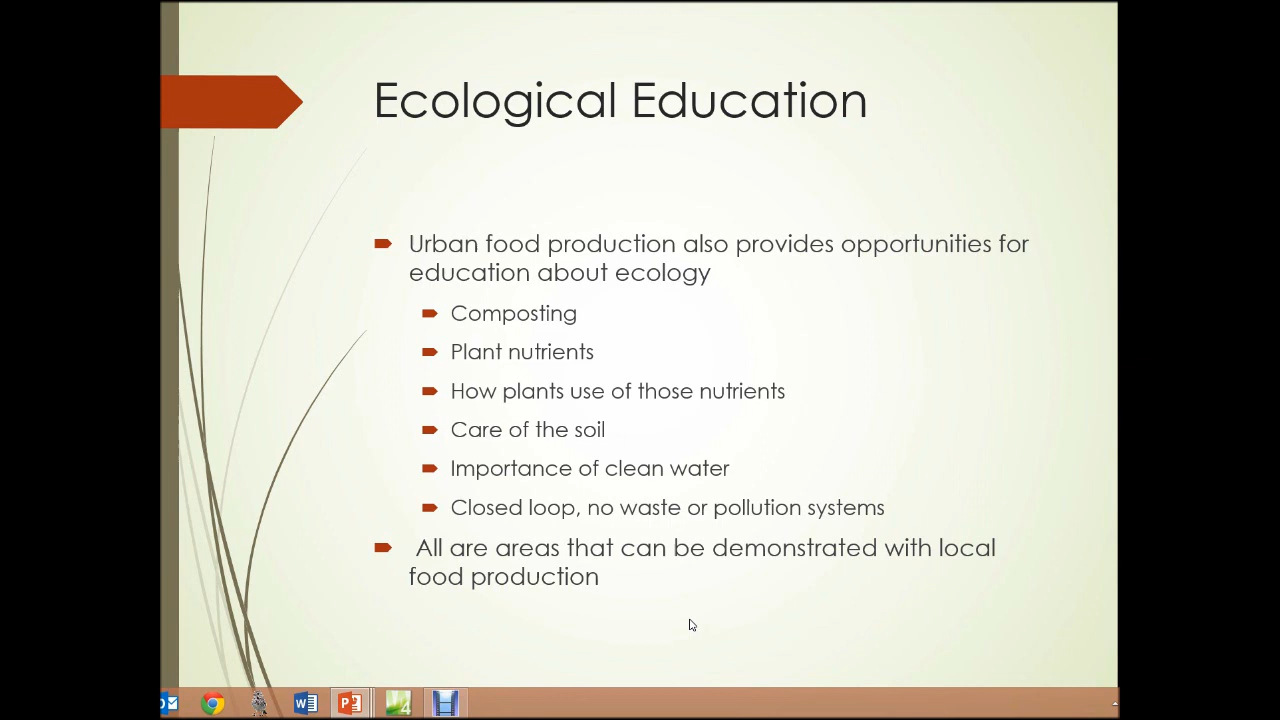 Ecological Education
Urban food production also provides opportunities for
education about ecology
Composting
Plant nutrients
How plants use of those nutrients
Care of the soil
Importance of clean water
Closed loop, no waste or pollution systems
All are areas that can be demonstrated with local
food production